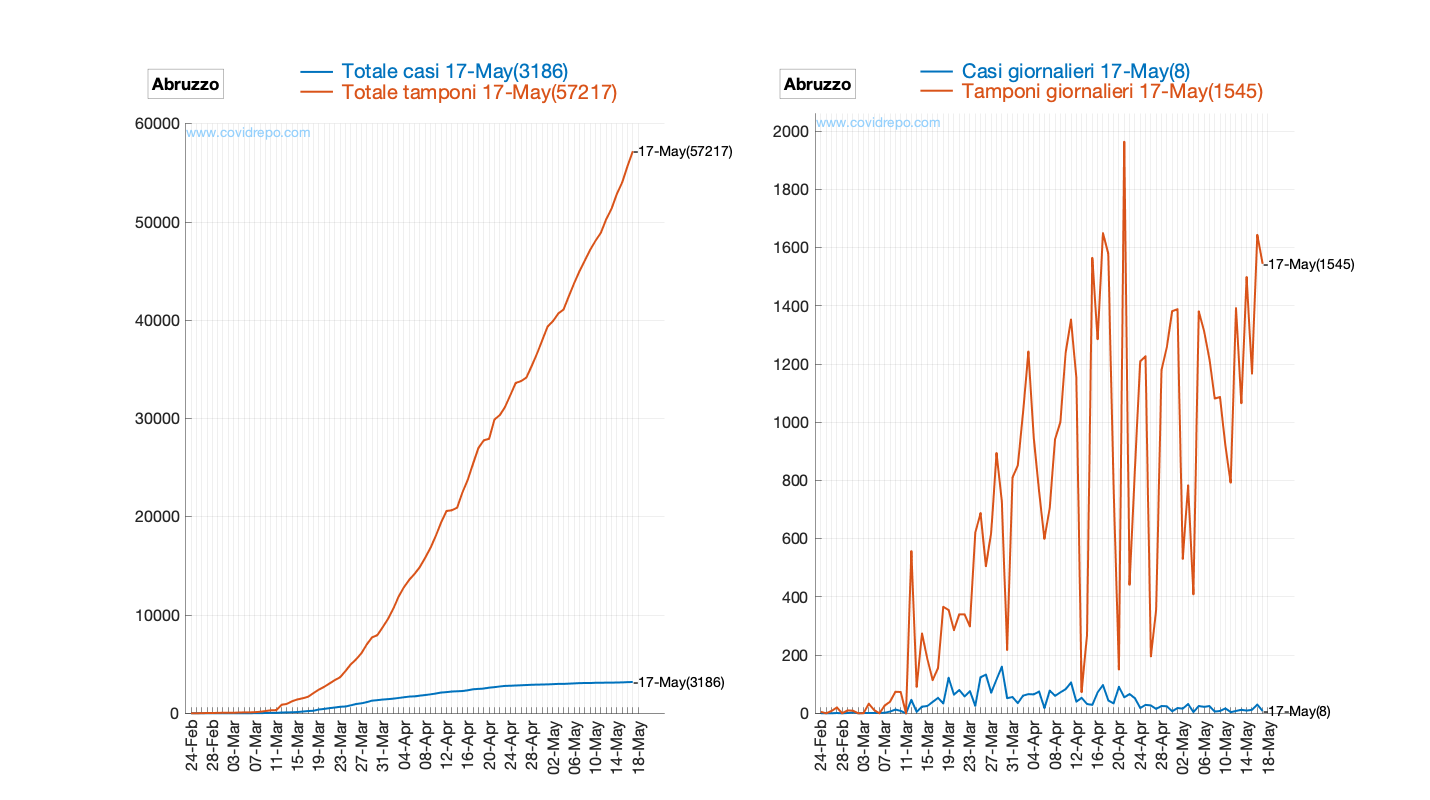 Abruzzo
Totale casi 17-May(3186)
Totale tamponi 17-May(57217)
www.covidrepo.com
60000
50000
40000
30000
20000
10000
0
-17-May(57217)
-17-May(3186)
24-Feb
28-Feb
03-Mar
07-Mar
11-Mar
15-Mar
19-Mar
23-Mar
27-Mar
31-Mar
04-Apr
08-Apr
12-Apr
16-Apr
20-Apr
24-Apr
28-Apr
02-May
06-May
10-May
14-May
18-May
Abruzzo
Casi giornalieri 17-May(8)
Tamponi giornalieri 17-May(1545)
www.covidrepo.com
2000
1800
1600
1400
1200
1000
800
600
400
200
0
-17-May(1545)
-17-May(8)
24-Feb
28-Feb
03-Mar
07-Mar
11-Mar
15-Mar
19-Mar
23-Mar
27-Mar
31-Mar
04-Apr
08-Apr
12-Apr
16-Apr
20-Apr
24-Apr
28-Apr
02-May
06-May
10-May
14-May
18-May